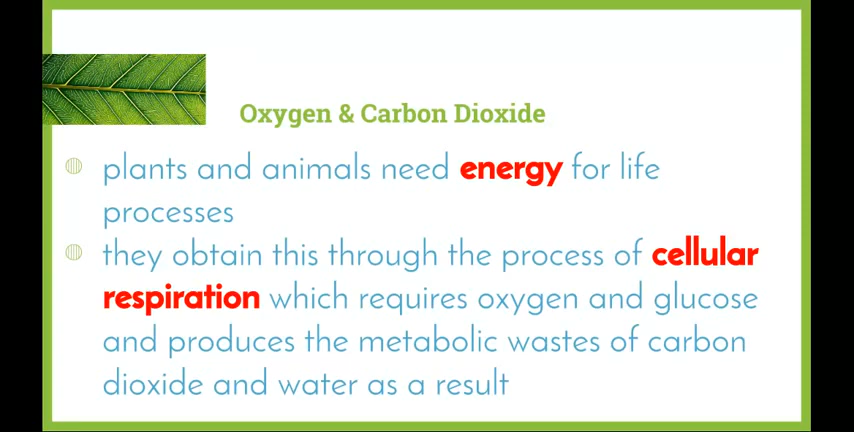 Oxygen & Carbon Dioxide
plants and animals need energy for life
processes
they obtain this through the process of cellular
respiration which requires oxygen and glucose
and produces the metabolic wastes of carbon
dioxide and water as a result